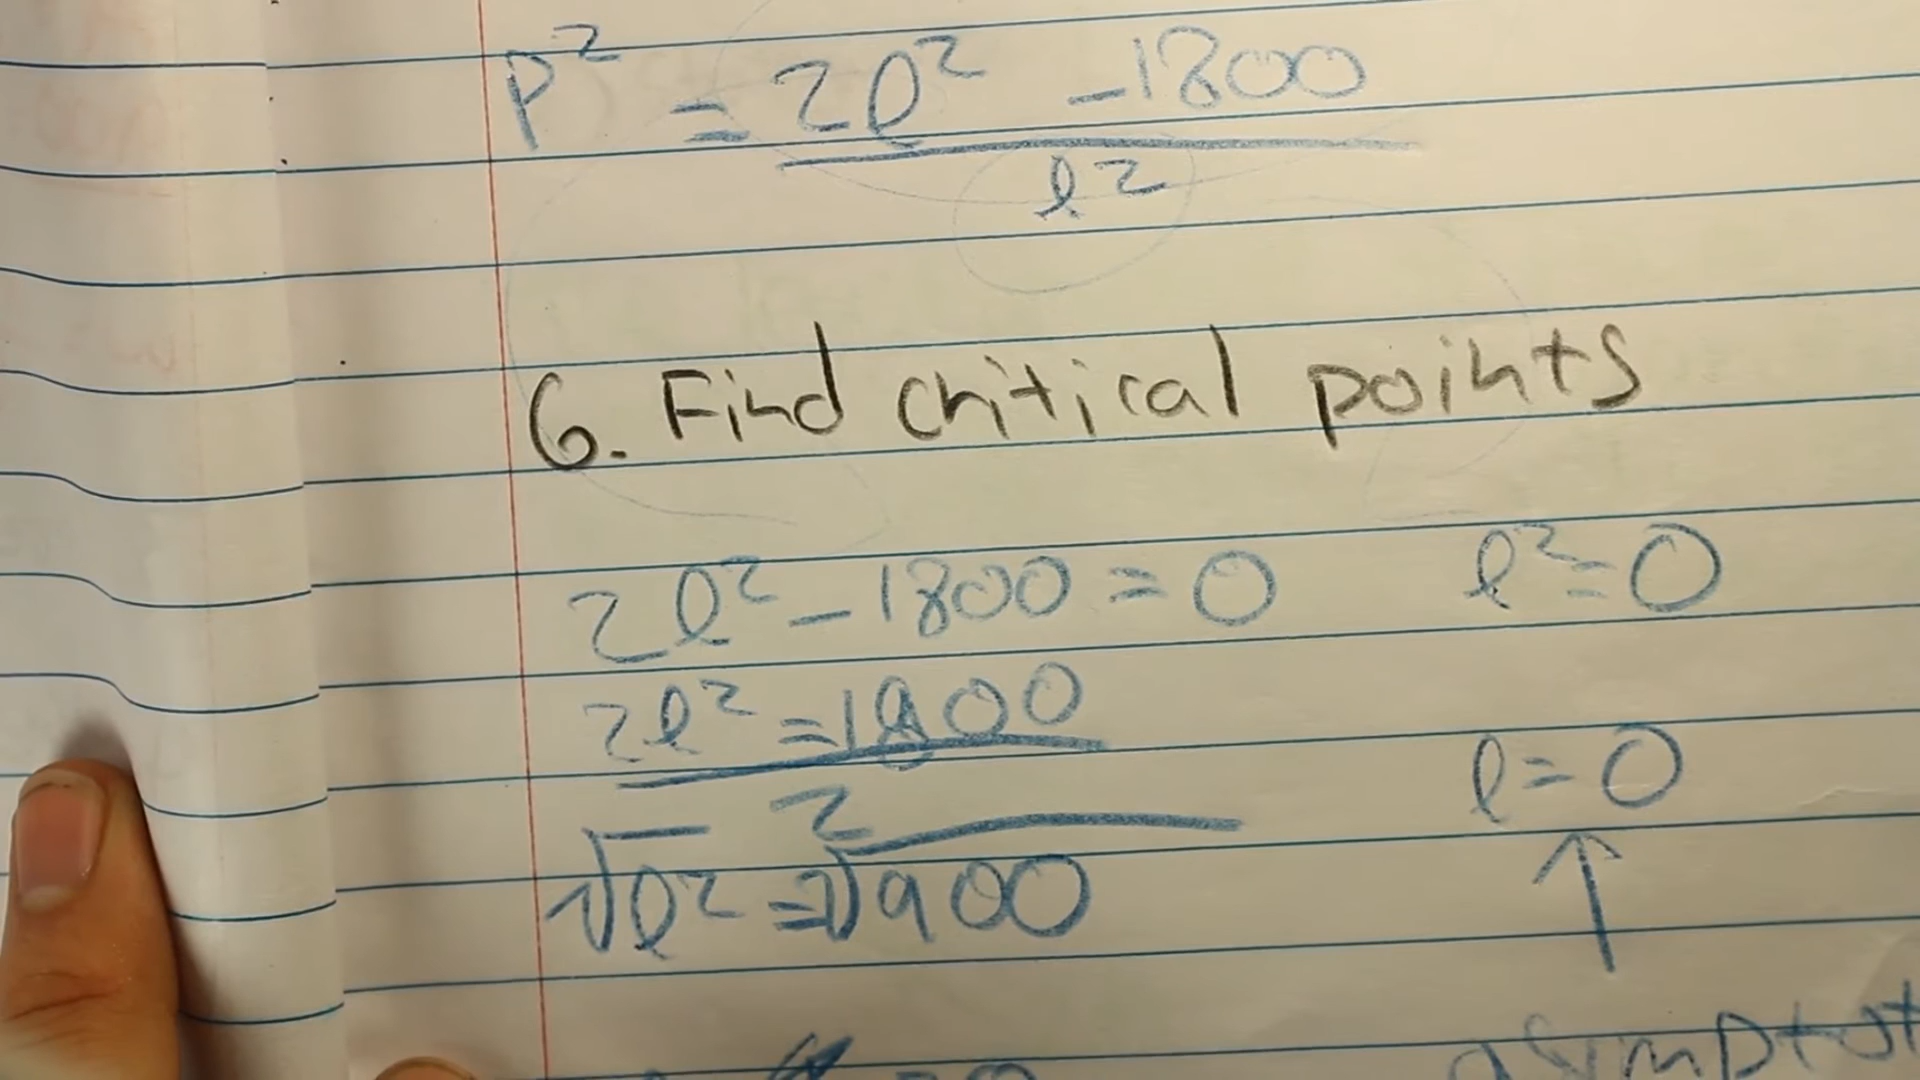 P² = 2l² - 1800
l²
6. Find critical points
2l² - 1800 = 0 l² = 0
2l² = 1800
2 l = 0
√l² = √900